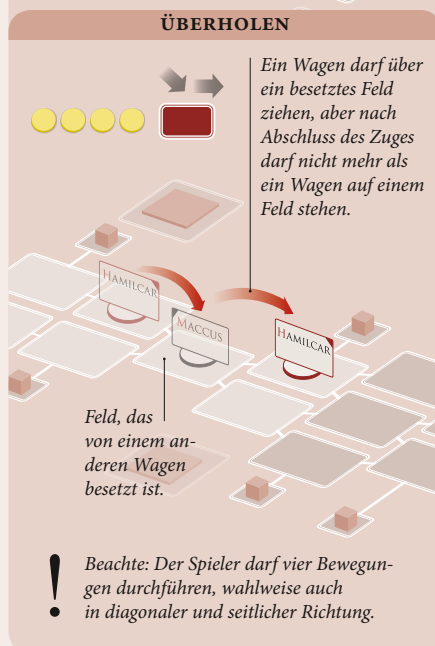 ÜBERHOLEN
Ein Wagen darf über
ein besetztes Feld
ziehen, aber nach
Abschluss des Zuges
darf nicht mehr als
ein Wagen auf einem
Feld stehen.
HAMILCAR
MACCUS
HAMILCAR
Feld, das
von einem an-
deren Wagen
besetzt ist.
! Beachte: Der Spieler darf vier Bewegun-
gen durchführen, wahlweise auch
in diagonaler und seitlicher Richtung.